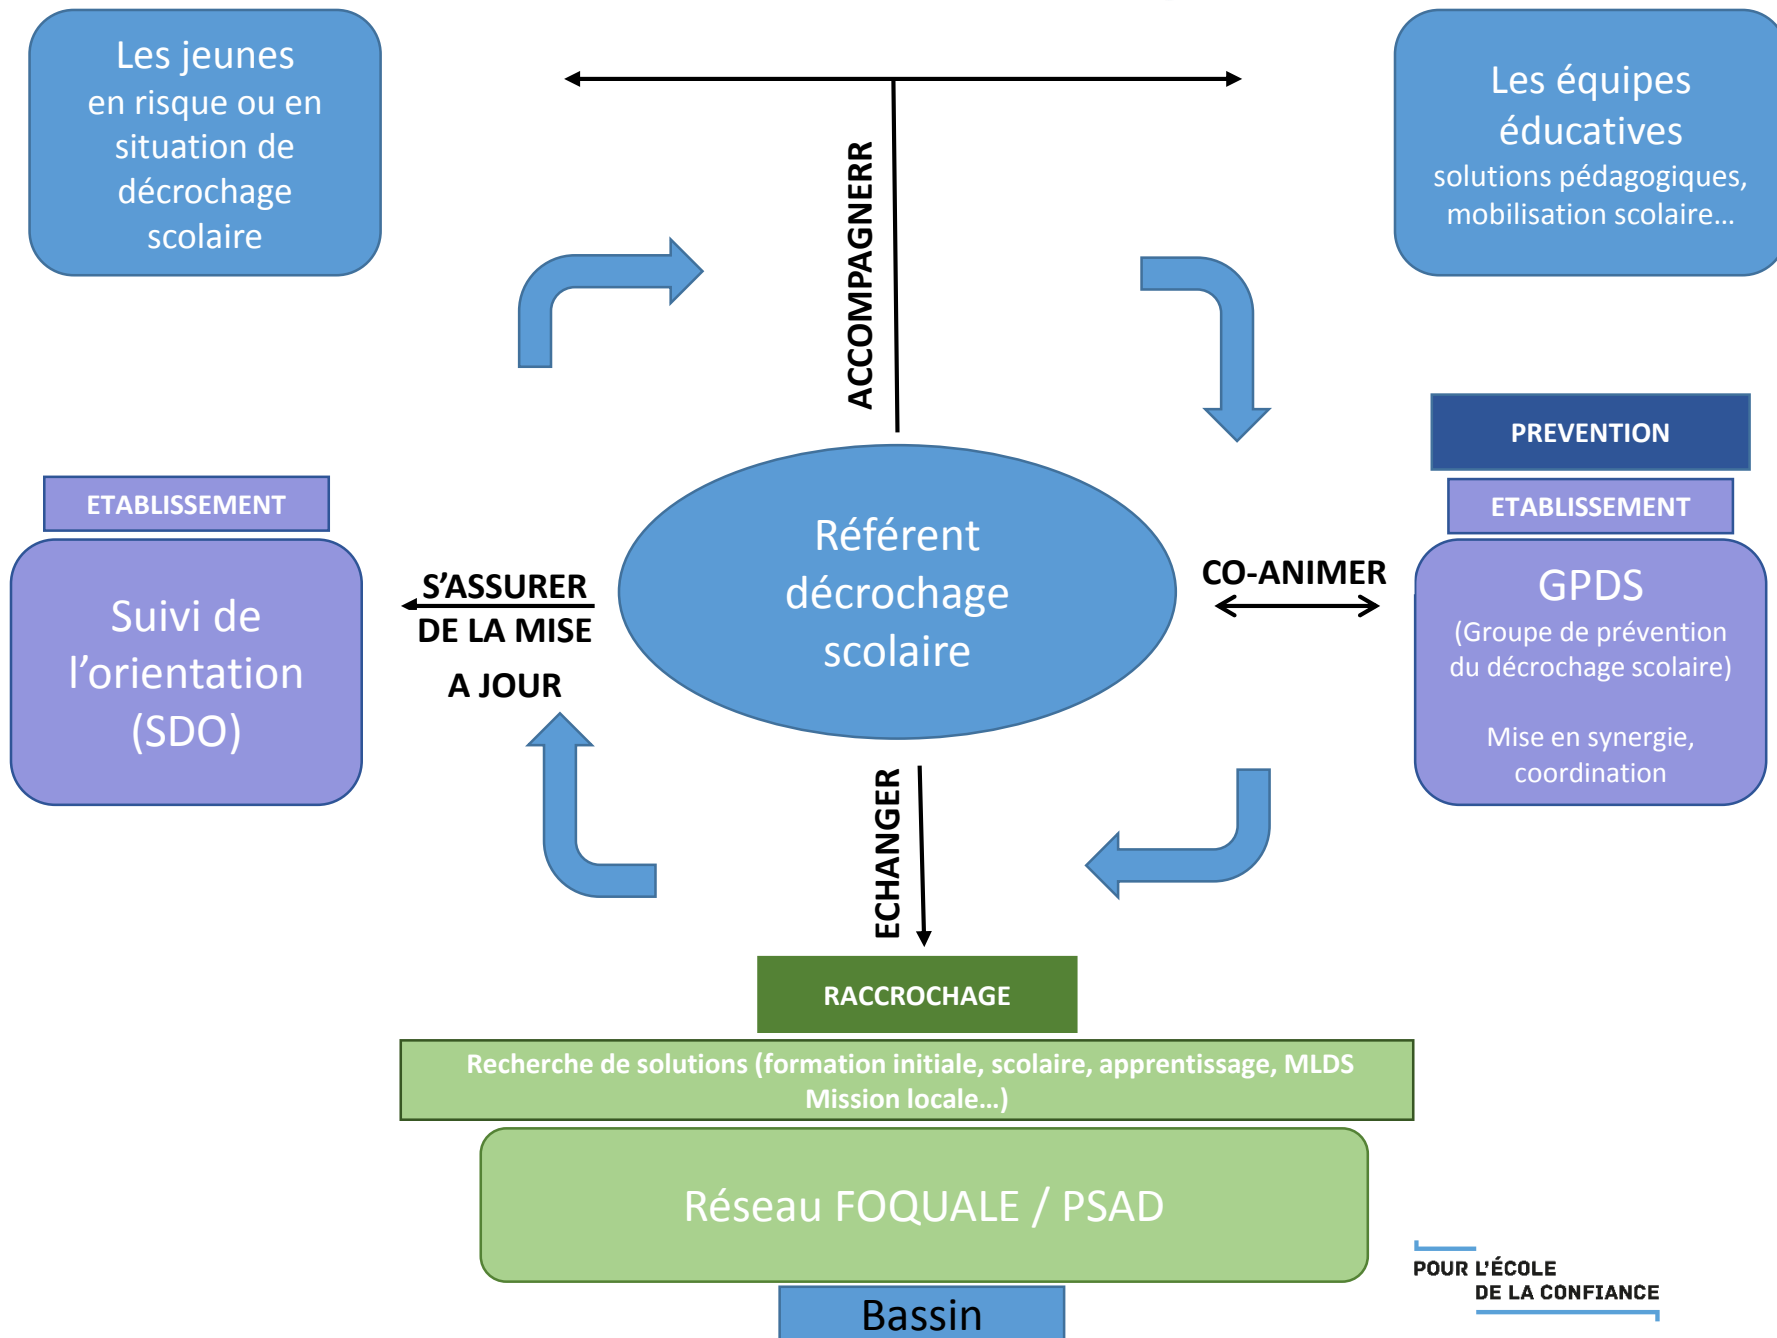 Les jeunes
en risque ou en
situation de
décrochage
scolaire
ACCOMPAGNERR
Les équipes
éducatives
solutions pédagogiques,
mobilisation scolaire…
ETABLISSEMENT
Suivi de
l’orientation
(SDO)
S’ASSURER
DE LA MISE
A JOUR
Référent
décrochage
scolaire
CO-ANIMER
PREVENTION
ETABLISSEMENT
GPDS
(Groupe de prévention
du décrochage scolaire)
Mise en synergie,
coordination
ECHANGER
RACCROCHAGE
Recherche de solutions (formation initiale, scolaire, apprentissage, MLDS
Mission locale…)
Réseau FOQUALE / PSAD
Bassin
POUR L’ÉCOLE
DE LA CONFIANCE